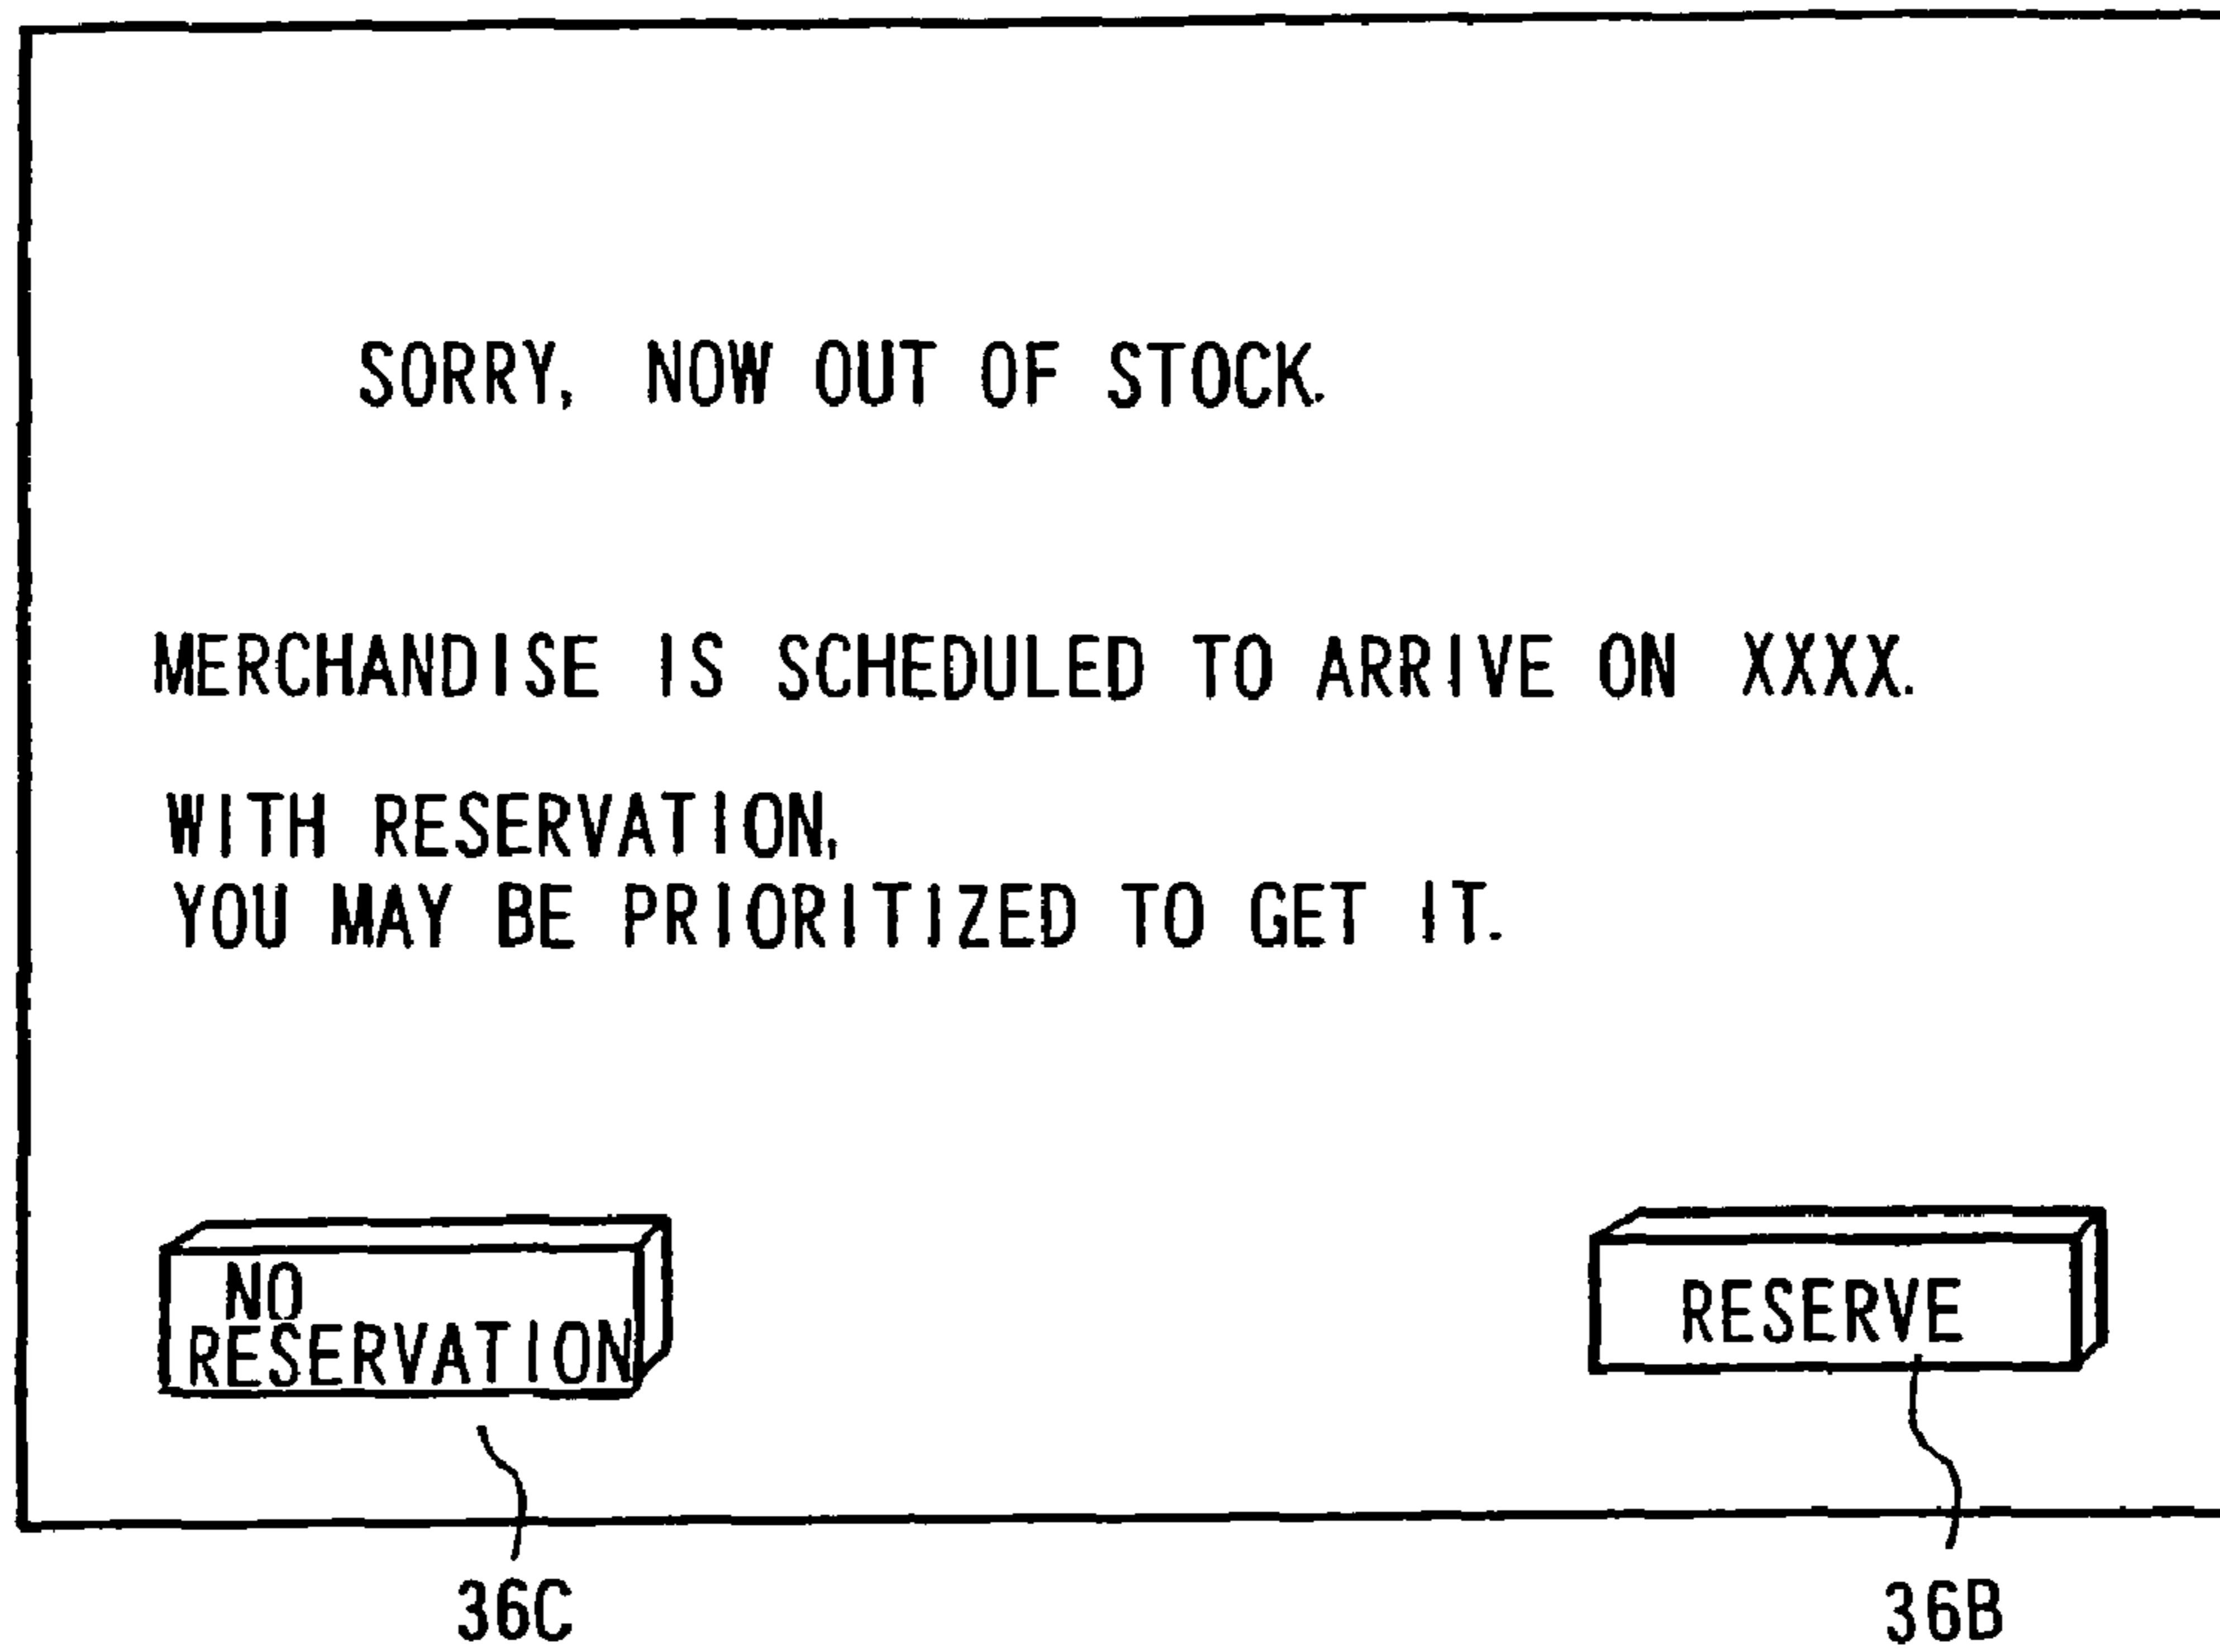 SORRY, NOW OUT OF STOCK.
MERCHANDISE IS SCHEDULED TO ARRIVE ON XXXX.
WITH RESERVATION,
YOU MAY BE PRIORITIZED TO GET IT.
NO
RESERVATION
RESERVE
36C
36B